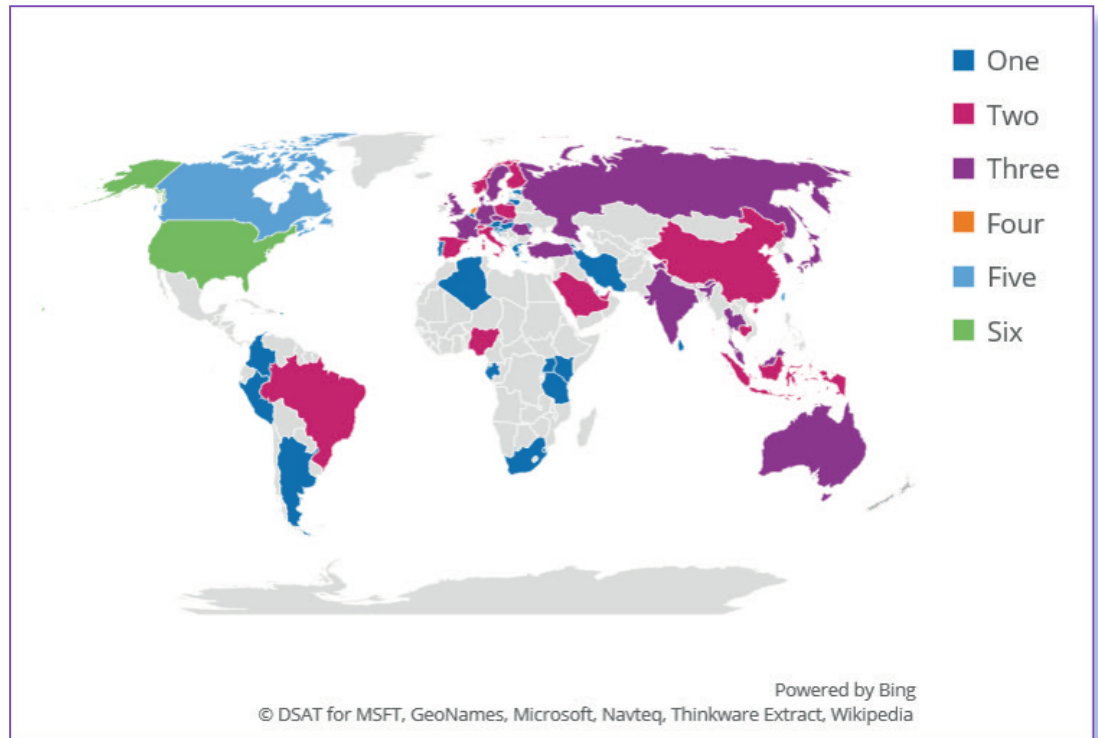 One
Two
Three
Four
Five
Six
Powered by Bing
© DSAT for MSFT, GeoNames, Microsoft, Navteq, Thinkware Extract, Wikipedia